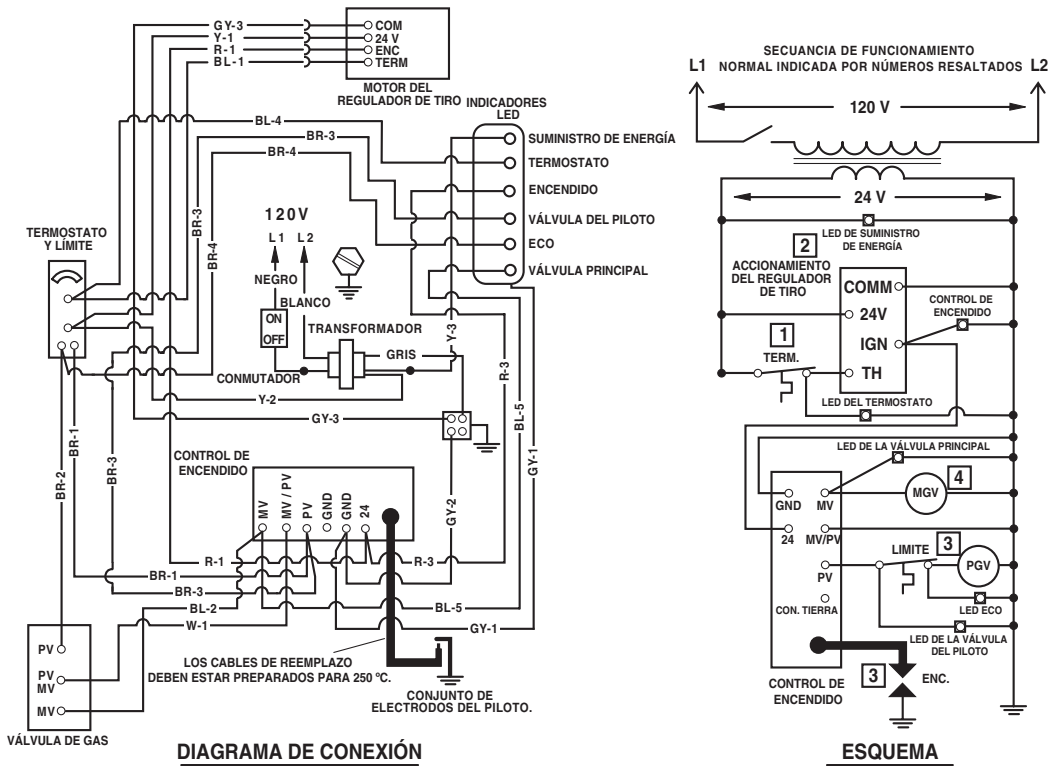 GY-3
Y-1
R-1
BL-1
COM
24 V
ENC
TERM
MOTOR DEL
REGULADOR DE TIRO
INDICADORES
LED
BL-4
BR-3
BR-4
SUMINISTRO DE ENERGÍA
TERMOSTATO
ENCENDIDO
VÁLVULA DEL PILOTO
ECO
VÁLVULA PRINCIPAL
TERMOSTATO
Y LÍMITE
BR-3
BR-4
120V
L1 L2
NEGRO
BLANCO
ON
OFF
TRANSFORMADOR
GRIS
CONMUTADOR
Y-2
Y-3
R-3
BL-5
GY-1
GY-3
BR-1
BR-2
BR-3
CONTROL DE
ENCENDIDO
MV
MV / PV
PV
GND
GND
24
GY-2
R-1
R-3
BR-1
BR-3
BL-2
BL-5
W-1
GY-1
PV
PV
MV
MV
VÁLVULA DE GAS
LOS CABLES DE REEMPLAZO
DEBEN ESTAR PREPARADOS PARA 250 ºC.
CONJUNTO DE
ELECTRODOS DEL PILOTO.
DIAGRAMA DE CONEXIÓN
SECUANCIA DE FUNCIONAMIENTO
NORMAL INDICADA POR NÚMEROS RESALTADOS
L1
L2
120 V
24 V
LED DE SUMINISTRO
DE ENERGÍA
2
ACCIONAMIENTO
DEL REGULADOR
DE TIRO
COMM
24V
IGN
TH
CONTROL DE
ENCENDIDO
1
TERM.
LED DEL TERMOSTATO
LED DE LA VÁLVULA PRINCIPAL
GND
MV
MGV
4
24
MV/PV
PV
LIMITE
3
PGV
CON. TIERRA
LED ECO
LED DE LA VÁLVULA
DEL PILOTO
CONTROL DE
ENCENDIDO
3
ENC.
ESQUEMA